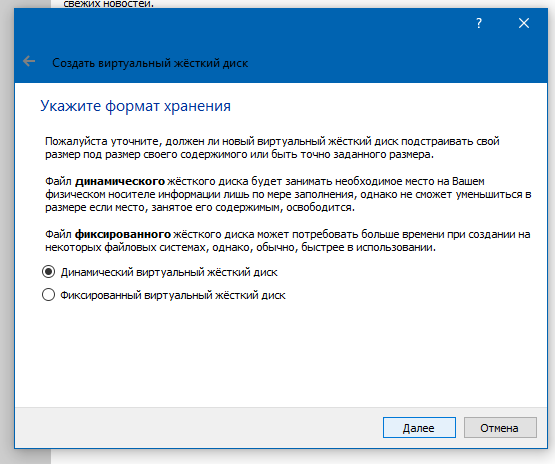 свежих новостей.
?
Создать виртуальный жёсткий диск
Укажите формат хранения
Пожалуйста уточните, должен ли новый виртуальный жёсткий диск подстраивать свой
размер под размер своего содержимого или быть точно заданного размера.
Файл динамического жёсткого диска будет занимать необходимое место на Вашем
физическом носителе информации лишь по мере заполнения, однако не сможет уменьшиться в
размере если место, занятое его содержимым, освободится.
Файл фиксированного жёсткого диска может потребовать больше времени при создании на
некоторых файловых системах, однако, обычно, быстрее в использовании.
Динамический виртуальный жёсткий диск
Фиксированный виртуальный жёсткий диск
Далее
Отмена